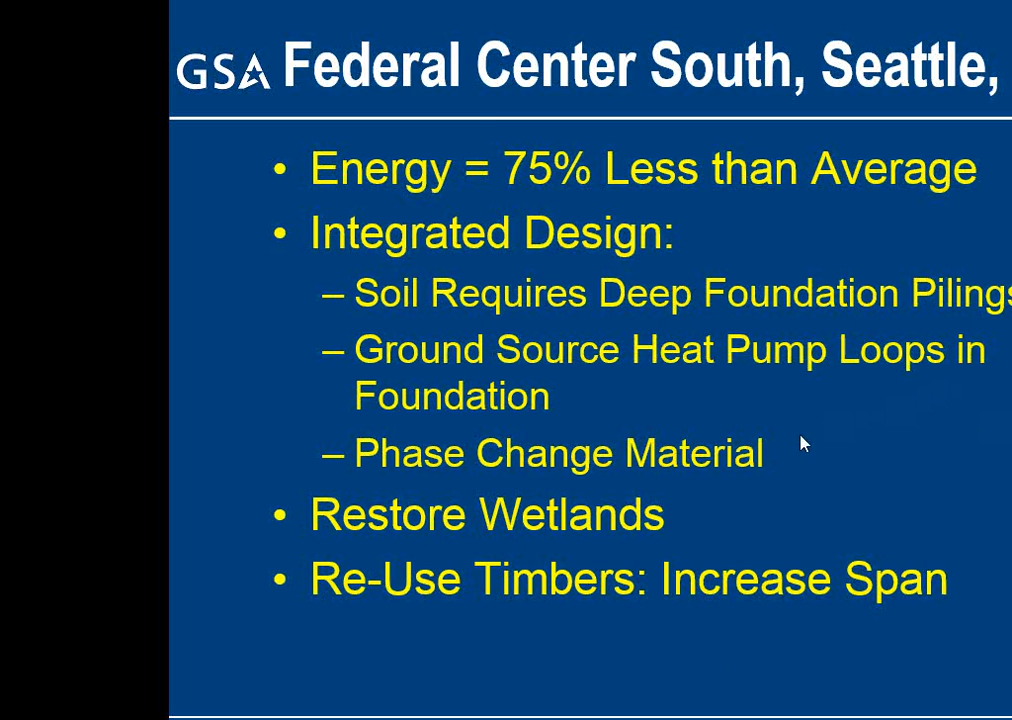 GSA Federal Center South, Seattle,
• Energy = 75% Less than Average
• Integrated Design:
– Soil Requires Deep Foundation Pilings
– Ground Source Heat Pump Loops in
Foundation
– Phase Change Material
• Restore Wetlands
• Re-Use Timbers: Increase Span